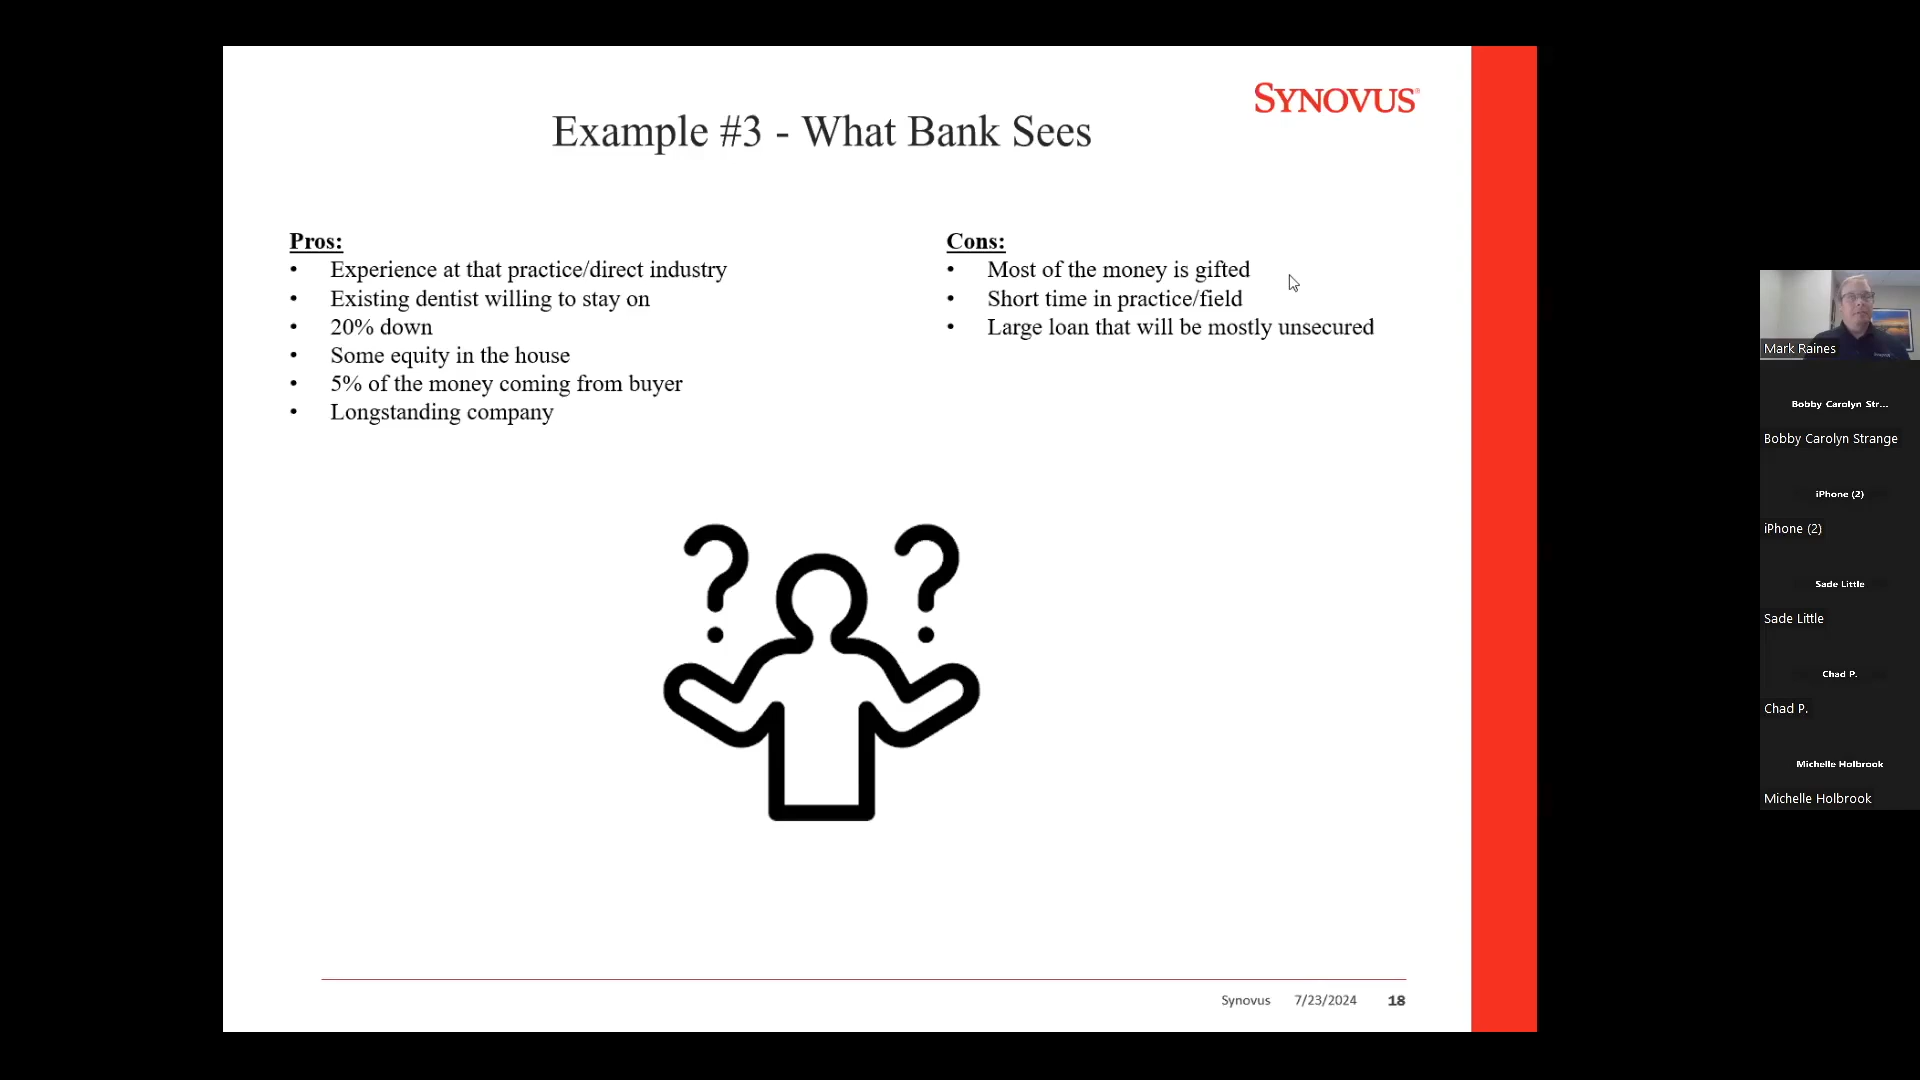 SYNOVUS®
Example #3 - What Bank Sees
Pros:
• Experience at that practice/direct industry
• Existing dentist willing to stay on
• 20% down
• Some equity in the house
• 5% of the money coming from buyer
• Longstanding company
Cons:
• Most of the money is gifted
• Short time in practice/field
• Large loan that will be mostly unsecured
? ?
Synovus 7/23/2024 18
Mark Raines
Bobby Carolyn Str...
Bobby Carolyn Strange
iPhone (2)
iPhone (2)
Sade Little
Sade Little
Chad P.
Chad P.
Michelle Holbrook
Michelle Holbrook